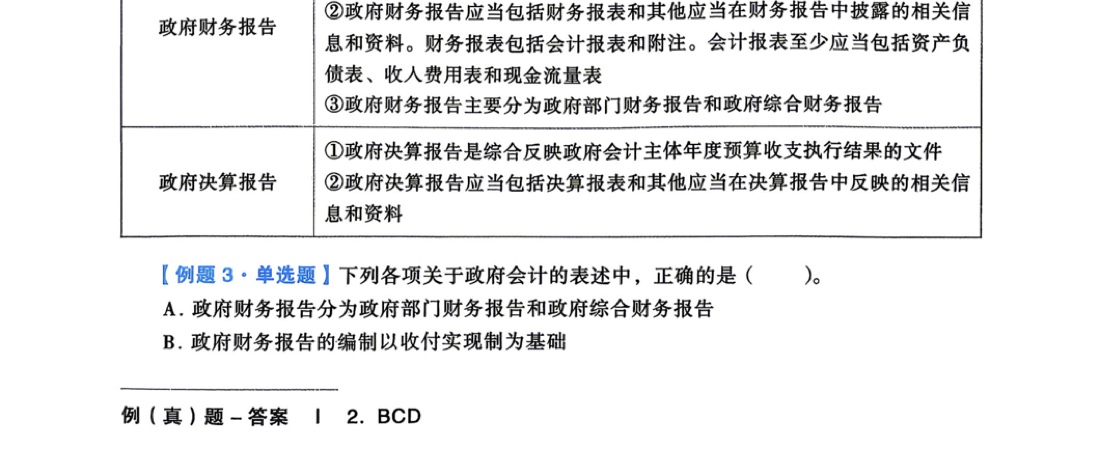 政府财务报告
②政府财务报告应当包括财务报表和其他应当在财务报告中披露的相关信
息和资料。财务报表包括会计报表和附注。会计报表至少应当包括资产负
债表、收入费用表和现金流量表
③政府财务报告主要分为政府部门财务报告和政府综合财务报告
政府决算报告
①政府决算报告是综合反映政府会计主体年度预算收支执行结果的文件
②政府决算报告应当包括决算报表和其他应当在决算报告中反映的相关信
息和资料
【例题3·单选题】下列各项关于政府会计的表述中，正确的是（　　）。
A. 政府财务报告分为政府部门财务报告和政府综合财务报告
B. 政府财务报告的编制以收付实现制为基础
例（真）题－答案　|　2. BCD